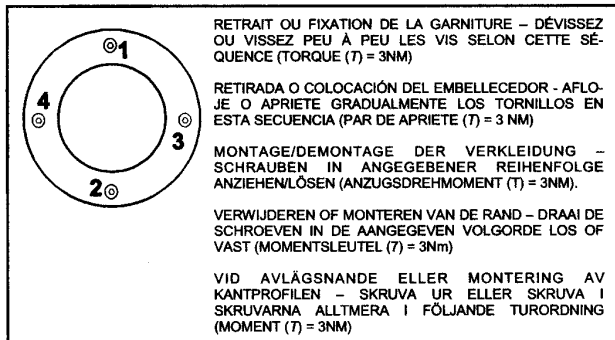 1
4
3
2
RETRAIT OU FIXATION DE LA GARNITURE – DÉVISSEZ
OU VISSEZ PEU À PEU LES VIS SELON CETTE SÉ-
QUENCE (TORQUE (T) = 3NM)
RETIRADA O COLOCACIÓN DEL EMBELLECEDOR - AFLO-
JE O APRIETE GRADUALMENTE LOS TORNILLOS EN
ESTA SECUENCIA (PAR DE APRIETE (T) = 3 NM)
MONTAGE/DEMONTAGE DER VERKLEIDUNG –
SCHRAUBEN IN ANGEGEBENER REIHENFOLGE
ANZIEHEN/LÖSEN (ANZUGSDREHMOMENT (T) = 3NM).
VERWIJDEREN OF MONTEREN VAN DE RAND – DRAAI DE
SCHROEVEN IN DE AANGEGEVEN VOLGORDE LOS OF
VAST (MOMENTSLEUTEL (T) = 3Nm)
VID AVLÄGSNANDE ELLER MONTERING AV
KANTPROFILEN – SKRUVA UR ELLER SKRUVA I
SKRUVARNA ALLTMERA I FÖLJANDE TURORDNING
(MOMENT (T) = 3NM)